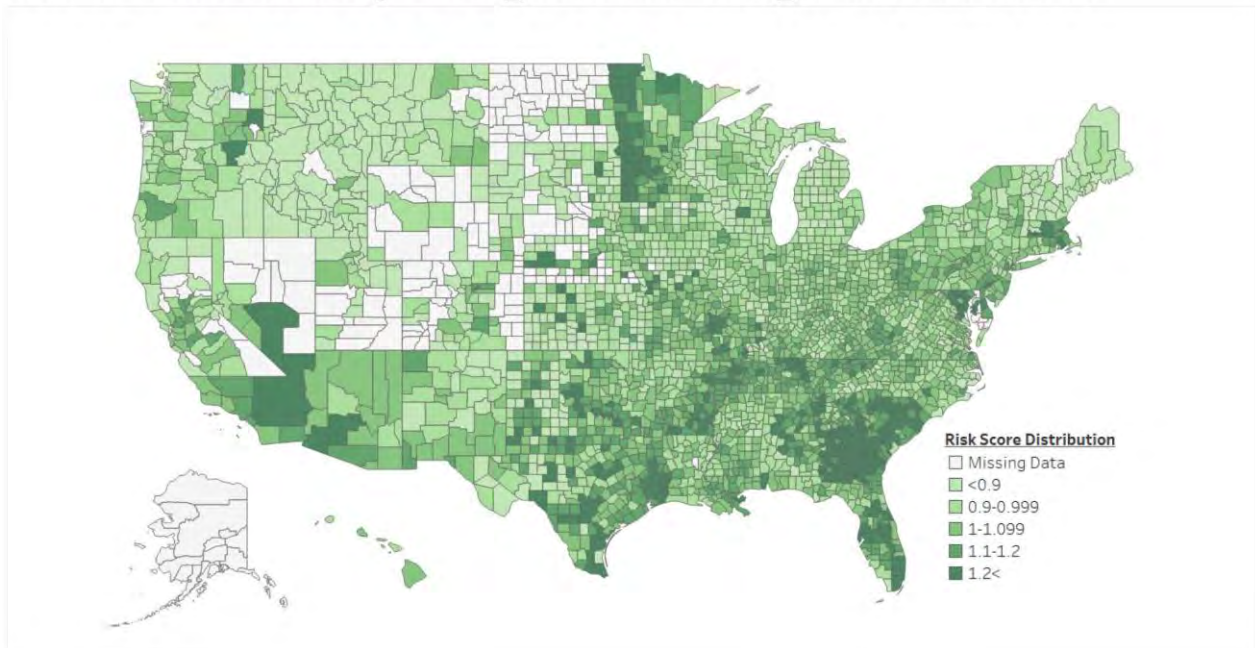 Risk Score Distribution
Missing Data
<0.9
0.9-0.999
1-1.099
1.1-1.2
1.2<